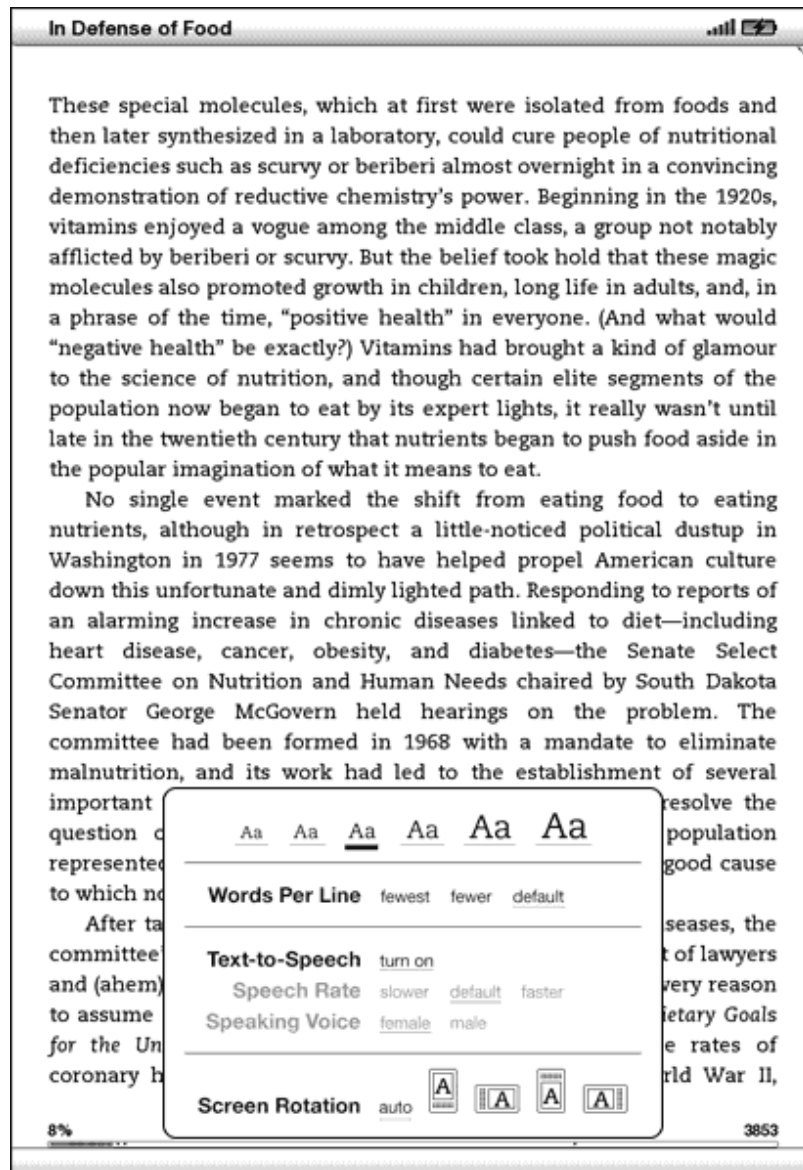 In Defense of Food
These special molecules, which at first were isolated from foods and
then later synthesized in a laboratory, could cure people of nutritional
deficiencies such as scurvy or beriberi almost overnight in a convincing
demonstration of reductive chemistry's power. Beginning in the 1920s,
vitamins enjoyed a vogue among the middle class, a group not notably
afflicted by beriberi or scurvy. But the belief took hold that these magic
molecules also promoted growth in children, long life in adults, and, in
a phrase of the time, “positive health” in everyone. (And what would
“negative health” be exactly?) Vitamins had brought a kind of glamour
to the science of nutrition, and though certain elite segments of the
population now began to eat by its expert lights, it really wasn't until
late in the twentieth century that nutrients began to push food aside in
the popular imagination of what it means to eat.
No single event marked the shift from eating food to eating
nutrients, although in retrospect a little-noticed political dustup in
Washington in 1977 seems to have helped propel American culture
down this unfortunate and dimly lighted path. Responding to reports of
an alarming increase in chronic diseases linked to diet—including
heart disease, cancer, obesity, and diabetes—the Senate Select
Committee on Nutrition and Human Needs chaired by South Dakota
Senator George McGovern held hearings on the problem. The
committee had been formed in 1968 with a mandate to eliminate
malnutrition, and its work had led to the establishment of several
important resolve the
question population
represented good cause
to which
After seases, the
committee' of lawyers
and (ahem) very reason
to assume ietary Goals
for the Un e rates of
coronary rld War II,
Aa Aa Aa Aa Aa Aa
Words Per Line fewest fewer default
Text-to-Speech turn on
Speech Rate slower default faster
Speaking Voice female male
Screen Rotation auto A A A A
8% 3853